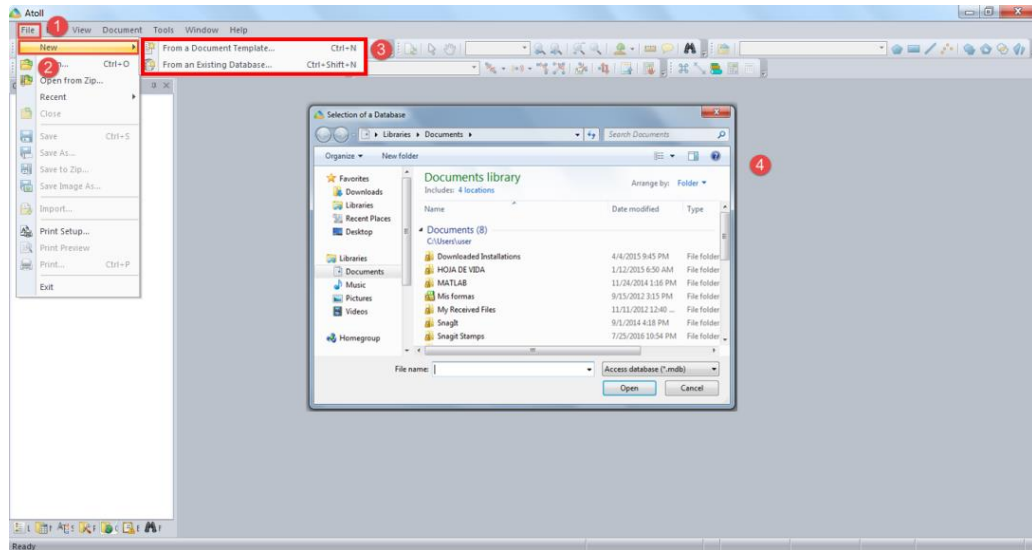 Atoll
File View Document Tools Window Help
1
New
2
Ctrl+O
Open from Zip...
Recent
Close
Save Ctrl+S
Save As...
Save to Zip...
Save Image As...
Import...
Print Setup...
Print Preview
Print... Ctrl+P
Exit
From a Document Template... Ctrl+N
From an Existing Database... Ctrl+Shift+N
3
4
Selection of a Database
Libraries Documents
Search Documents
Organize New folder
Favorites
Downloads
Libraries
Recent Places
Desktop
Libraries
Documents
Music
Pictures
Videos
Homegroup
Documents library
Includes: 4 locations
Arrange by: Folder
Name Date modified Type
Documents (8)
C:\Users\user
Downloaded Installations 4/4/2015 9:45 PM File folder
HOJA DE VIDA 1/12/2015 6:50 AM File folder
MATLAB 11/24/2014 1:16 PM File folder
Mis formas 9/15/2012 3:15 PM File folder
My Received Files 11/11/2012 12:40 ... File folder
SnagIt 9/1/2014 4:18 PM File folder
Snagit Stamps 7/25/2016 10:54 PM File folder
File name:
Access database (*.mdb)
Open Cancel
Ready